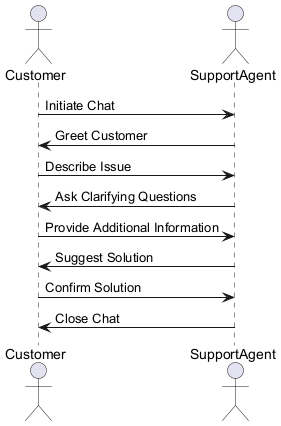 Customer SupportAgent
Initiate Chat
Greet Customer
Describe Issue
Ask Clarifying Questions
Provide Additional Information
Suggest Solution
Confirm Solution
Close Chat
Customer SupportAgent